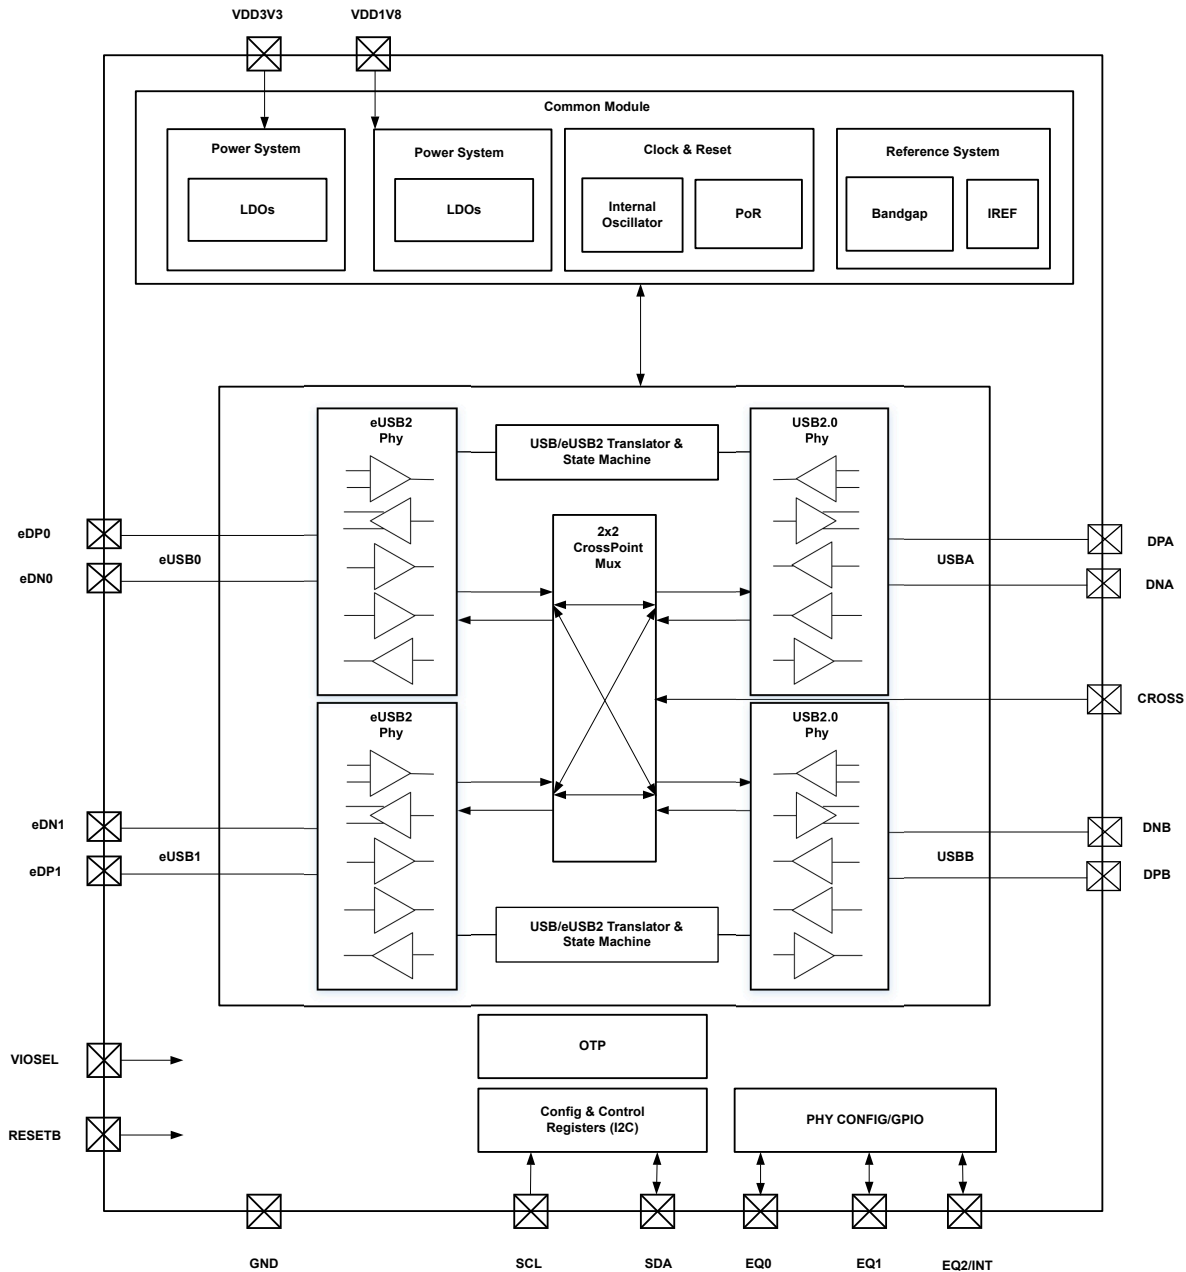 VDD3V3
VDD1V8
Common Module
Power System
LDOs
Power System
LDOs
Clock & Reset
Internal
Oscillator
PoR
Reference System
Bandgap
IREF
eUSB2
Phy
USB/eUSB2 Translator &
State Machine
USB2.0
Phy
2x2
CrossPoint
Mux
eDP0
eUSB0
eDN0
USBA
DPA
DNA
CROSS
eUSB2
Phy
USB2.0
Phy
eDN1
eUSB1
eDP1
USBB
DNB
DPB
USB/eUSB2 Translator &
State Machine
OTP
VIOSEL
RESETB
Config & Control
Registers (I2C)
PHY CONFIG/GPIO
GND
SCL
SDA
EQ0
EQ1
EQ2/INT